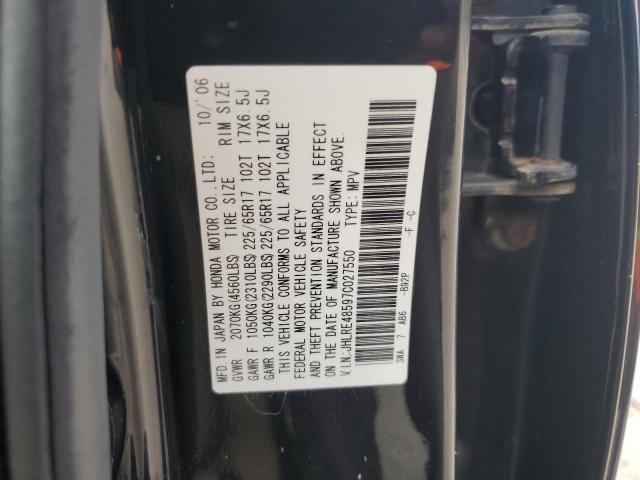 MFD. IN JAPAN BY HONDA MOTOR CO., LTD: 10/'06
GVWR 2070KG(4560LBS) TIRE SIZE RIM SIZE
GAWR F 1050KG(2310LBS) 225/65R17 102T 17X6.5J
GAWR R 1040KG(2290LBS) 225/65R17 102T 17X6.5J
THIS VEHICLE CONFORMS TO ALL APPLICABLE
FEDERAL MOTOR VEHICLE SAFETY
AND THEFT PREVENTION STANDARDS IN EFFECT
ON THE DATE OF MANUFACTURE SHOWN ABOVE.
V.I.N.:JHLRE48597C027550 TYPE: MPV
SWA 7 AB6 -B92P -F -C